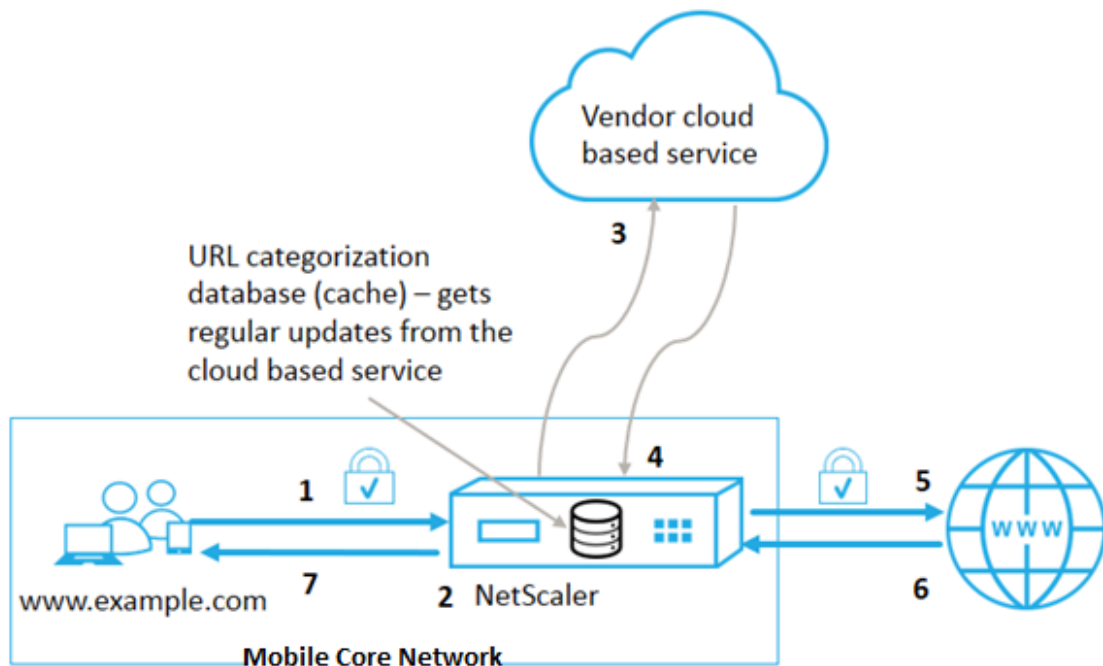 Vendor cloud
based service
3
URL categorization
database (cache) – gets
regular updates from the
cloud based service
4
1
5
WWW
7
2 NetScaler
6
www.example.com
Mobile Core Network